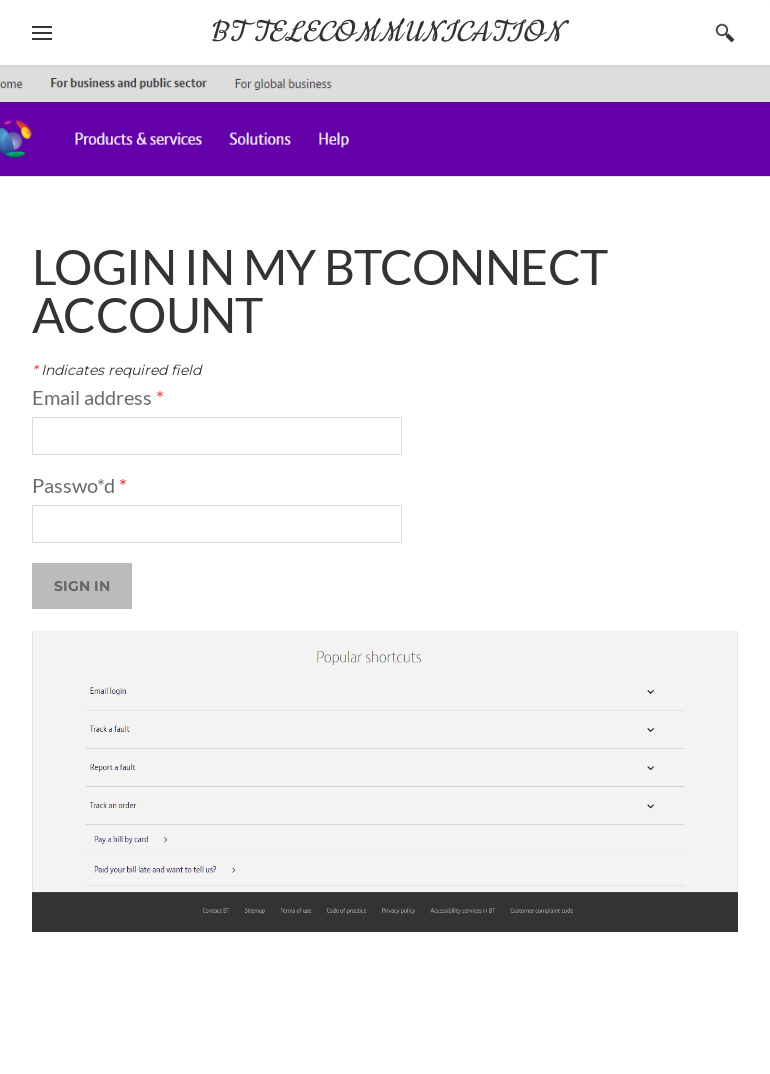 BT TELECOMMUNICATION
ome For business and public sector For global business
Products & services Solutions Help
LOGIN IN MY BTCONNECT
ACCOUNT
* Indicates required field
Email address *
Passwo*d *
SIGN IN
Popular shortcuts
Email login
Track a fault
Report a fault
Track an order
Pay a bill by card
Paid your bill late and want to tell us?
Contact BT Sitemap Terms of use Code of practice Privacy policy Accessibility services in BT Customer complaint code